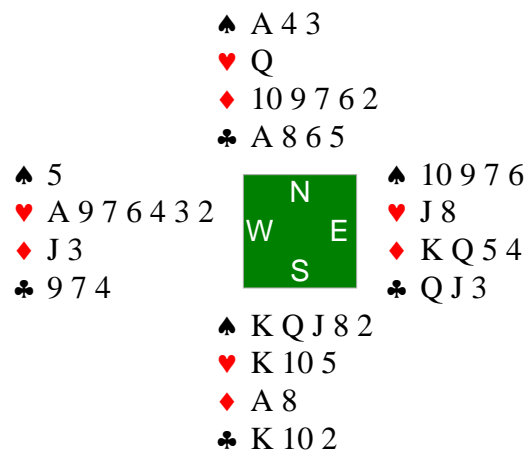 ♠ A 4 3
♥ Q
♦ 10 9 7 6 2
♣ A 8 6 5
♠ 5
♥ A 9 7 6 4 3 2
♦ J 3
♣ 9 7 4
N
W E
S
♠ 10 9 7 6
♥ J 8
♦ K Q 5 4
♣ Q J 3
♠ K Q J 8 2
♥ K 10 5
♦ A 8
♣ K 10 2